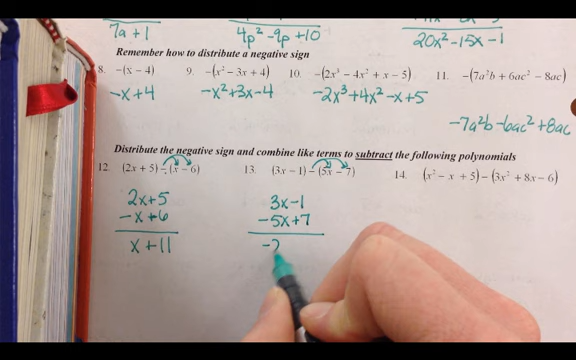 7a+1 4p²-9p+10 20x²-15x-1
Remember how to distribute a negative sign
8. -(x-4) 9. -(x²-3x+4) 10. -(2x³-4x²+x-5) 11. -(7a²b+6ac²-8ac)
-x+4 -x²+3x-4 -2x³+4x²-x+5
-7a²b-6ac²+8ac
Distribute the negative sign and combine like terms to subtract the following polynomials
12. (2x+5)-(x-6) 13. (3x-1)-(5x-7) 14. (x²-x+5)-(3x²+8x-6)
2x+5 3x-1
-x+6 -5x+7
x+11 -2